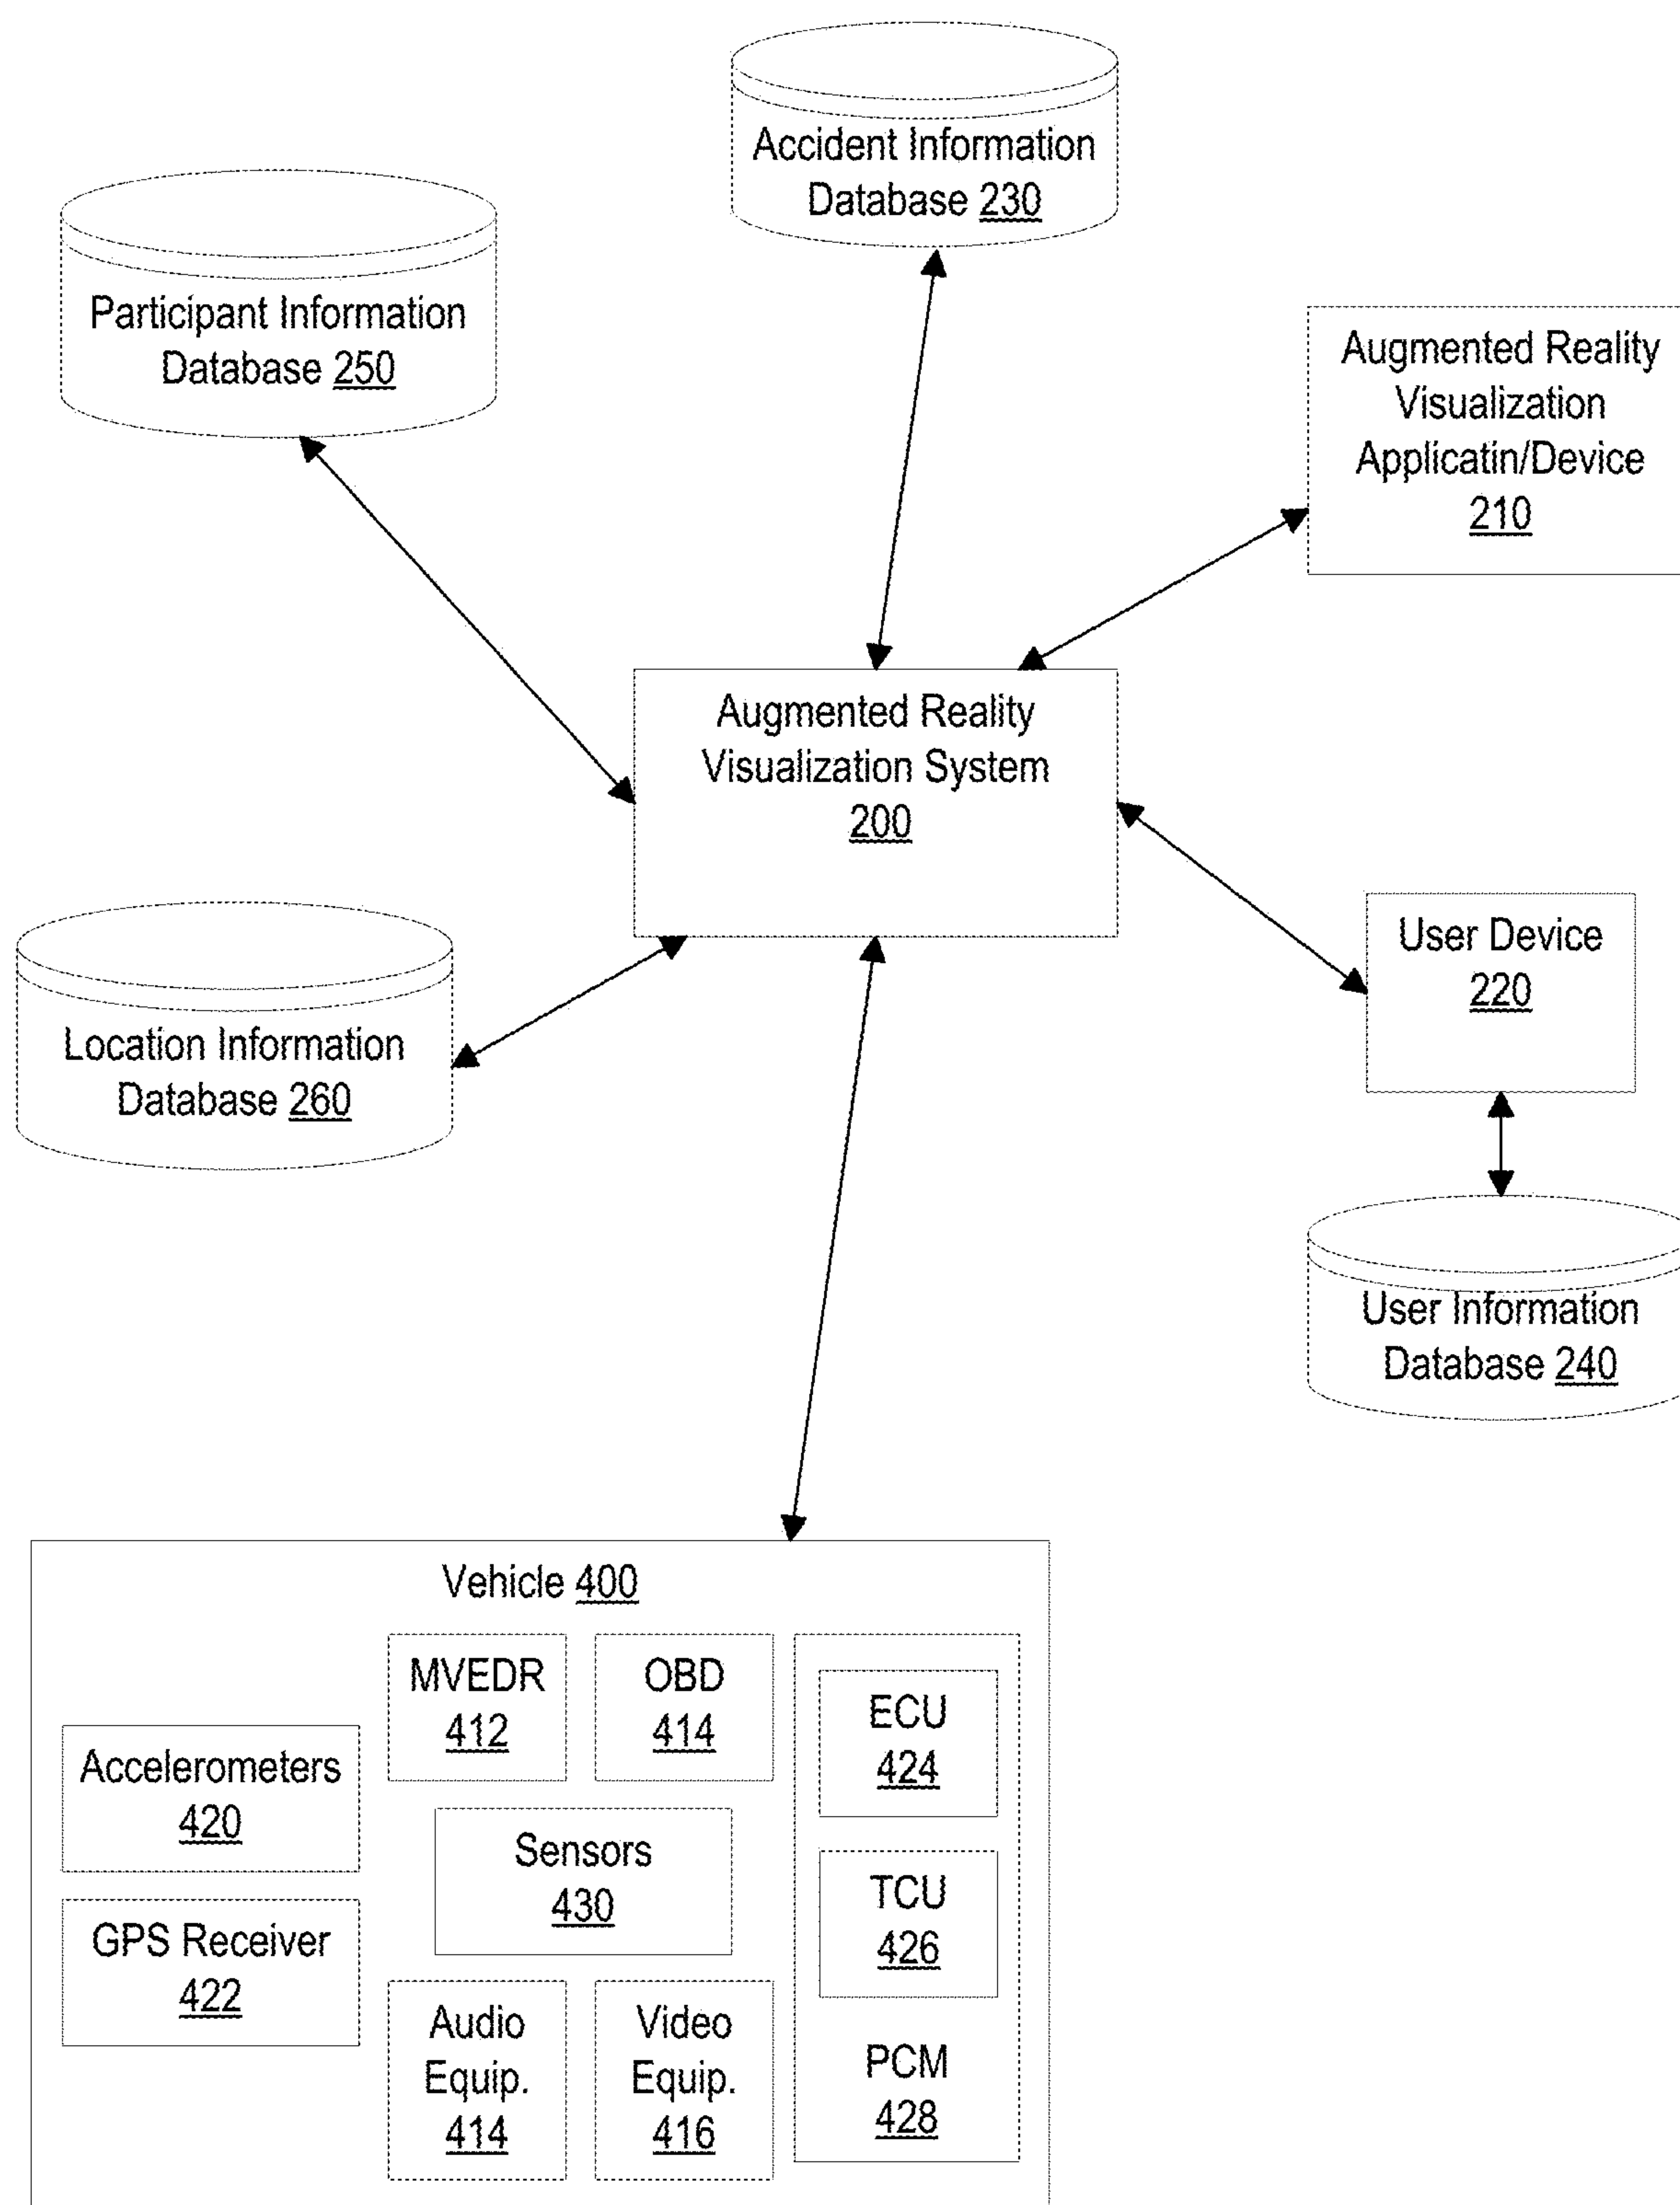 Accident Information
Database 230
Participant Information
Database 250
Augmented Reality
Visualization
Applicatin/Device
210
Augmented Reality
Visualization System
200
User Device
220
Location Information
Database 260
User Information
Database 240
Vehicle 400
MVEDR
412
OBD
414
ECU
424
Accelerometers
420
Sensors
430
TCU
426
GPS Receiver
422
Audio
Equip.
414
Video
Equip.
416
PCM
428